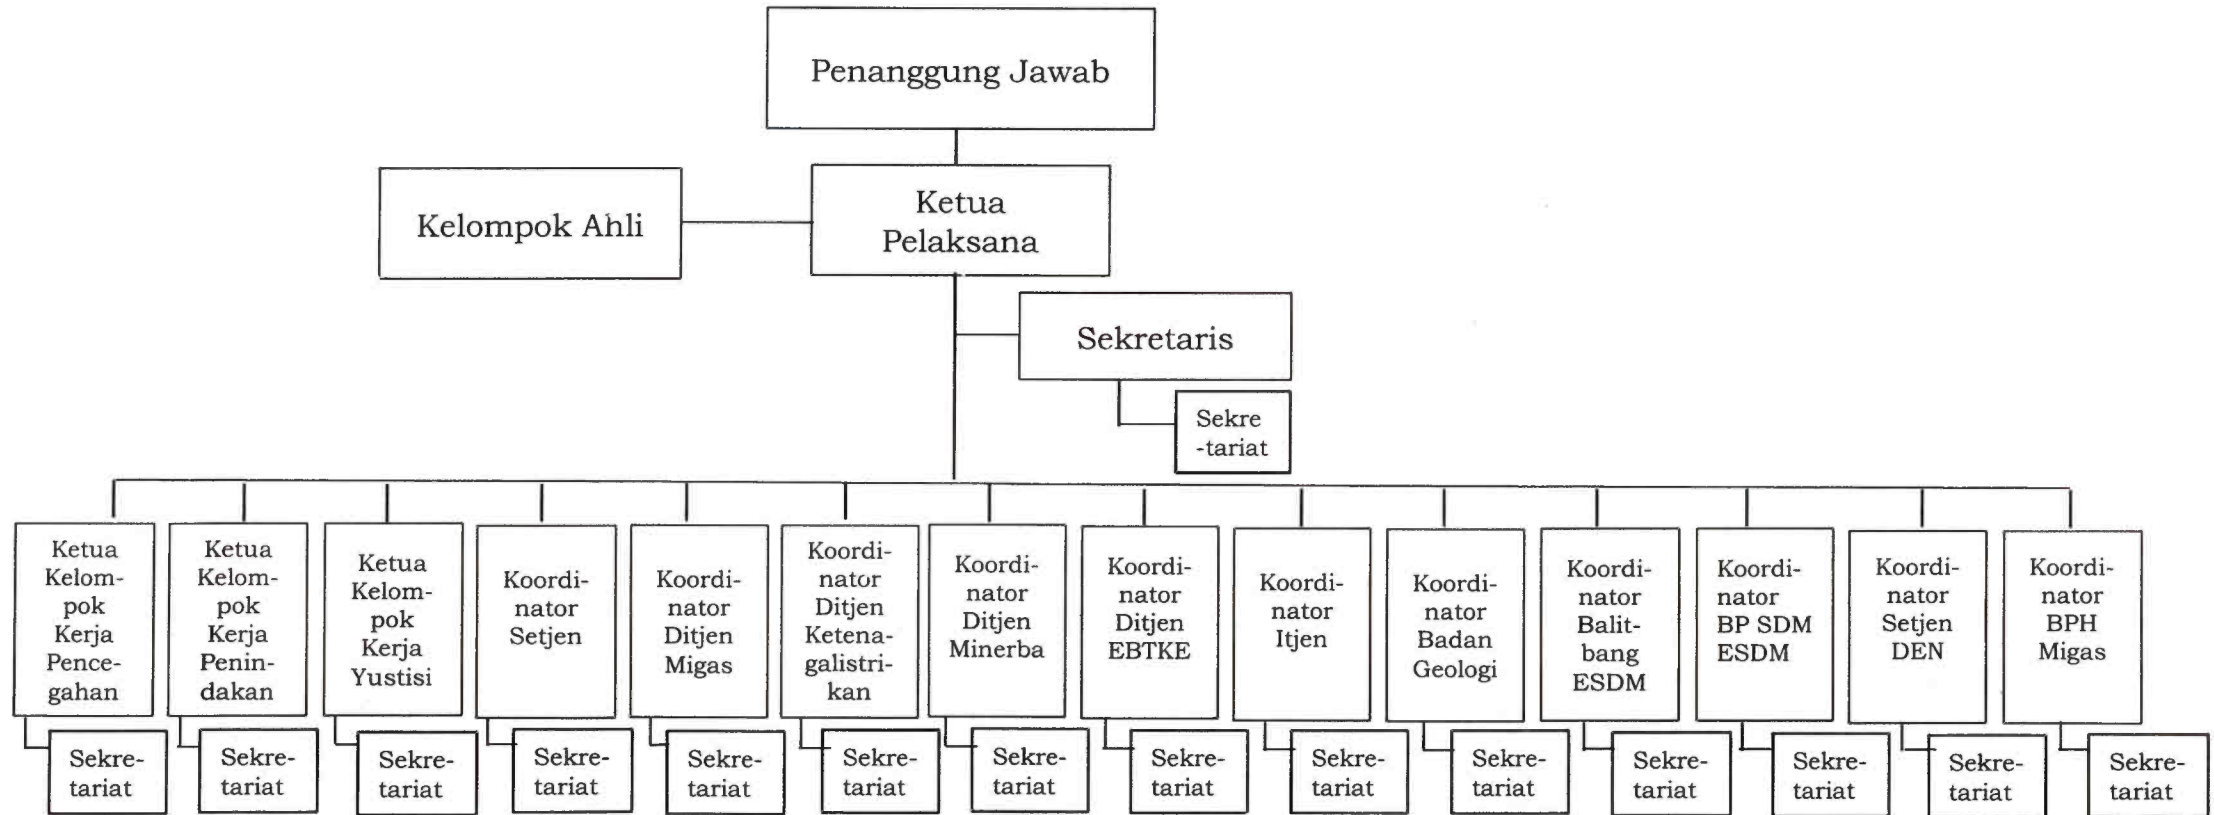 Penanggung Jawab
Kelompok Ahli
Ketua
Pelaksana
Sekretaris
Sekre
-tariat
Ketua
Kelom-
pok
Kerja
Pence-
gahan
Ketua
Kelom-
pok
Kerja
Penin-
dakan
Ketua
Kelom-
pok
Kerja
Yustisi
Koordi-
nator
Setjen
Koordi-
nator
Ditjen
Migas
Koordi-
nator
Ditjen
Ketena-
galistri-
kan
Koordi-
nator
Ditjen
Minerba
Koordi-
nator
Ditjen
EBTKE
Koordi-
nator
Itjen
Koordi-
nator
Badan
Geologi
Koordi-
nator
Balit-
bang
ESDM
Koordi-
nator
BP SDM
ESDM
Koordi-
nator
Setjen
DEN
Koordi-
nator
BPH
Migas
Sekre-
tariat
Sekre-
tariat
Sekre-
tariat
Sekre-
tariat
Sekre-
tariat
Sekre-
tariat
Sekre-
tariat
Sekre-
tariat
Sekre-
tariat
Sekre-
tariat
Sekre-
tariat
Sekre-
tariat
Sekre-
tariat
Sekre-
tariat